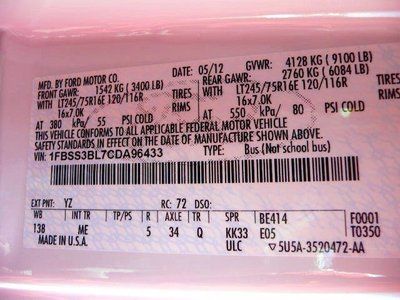 MFD. BY FORD MOTOR CO.
05/12 GVWR: 4128 KG ( 9100 LB)
FRONT GAWR: 1542 KG ( 3400 LB) REAR GAWR: 2760 KG ( 6084 LB)
LT245/75R16E 120/116R TIRES LT245/75R16E 120/116R TIRES
16x7.0K RIMS 16x7.0K RIMS
AT 380 kPa/ 55 PSI COLD AT 550 kPa/ 80 PSI COLD
THIS VEHICLE CONFORMS TO ALL APPLICABLE FEDERAL MOTOR VEHICLE
SAFETY STANDARDS IN EFFECT ON THE DATE OF MANUFACTURE SHOWN ABOVE.
VIN: 1FBSS3BL7CDA96433 TYPE: Bus (Not School bus)
EXT PNT: YZ RC: 72 DSO: F0001
WB INT TR TP/PS R AXLE TR SPR BE414 T0350
138 ME 5 34 Q KK33 E05
MADE IN U.S.A. ULC 5U5A-3520472-AA